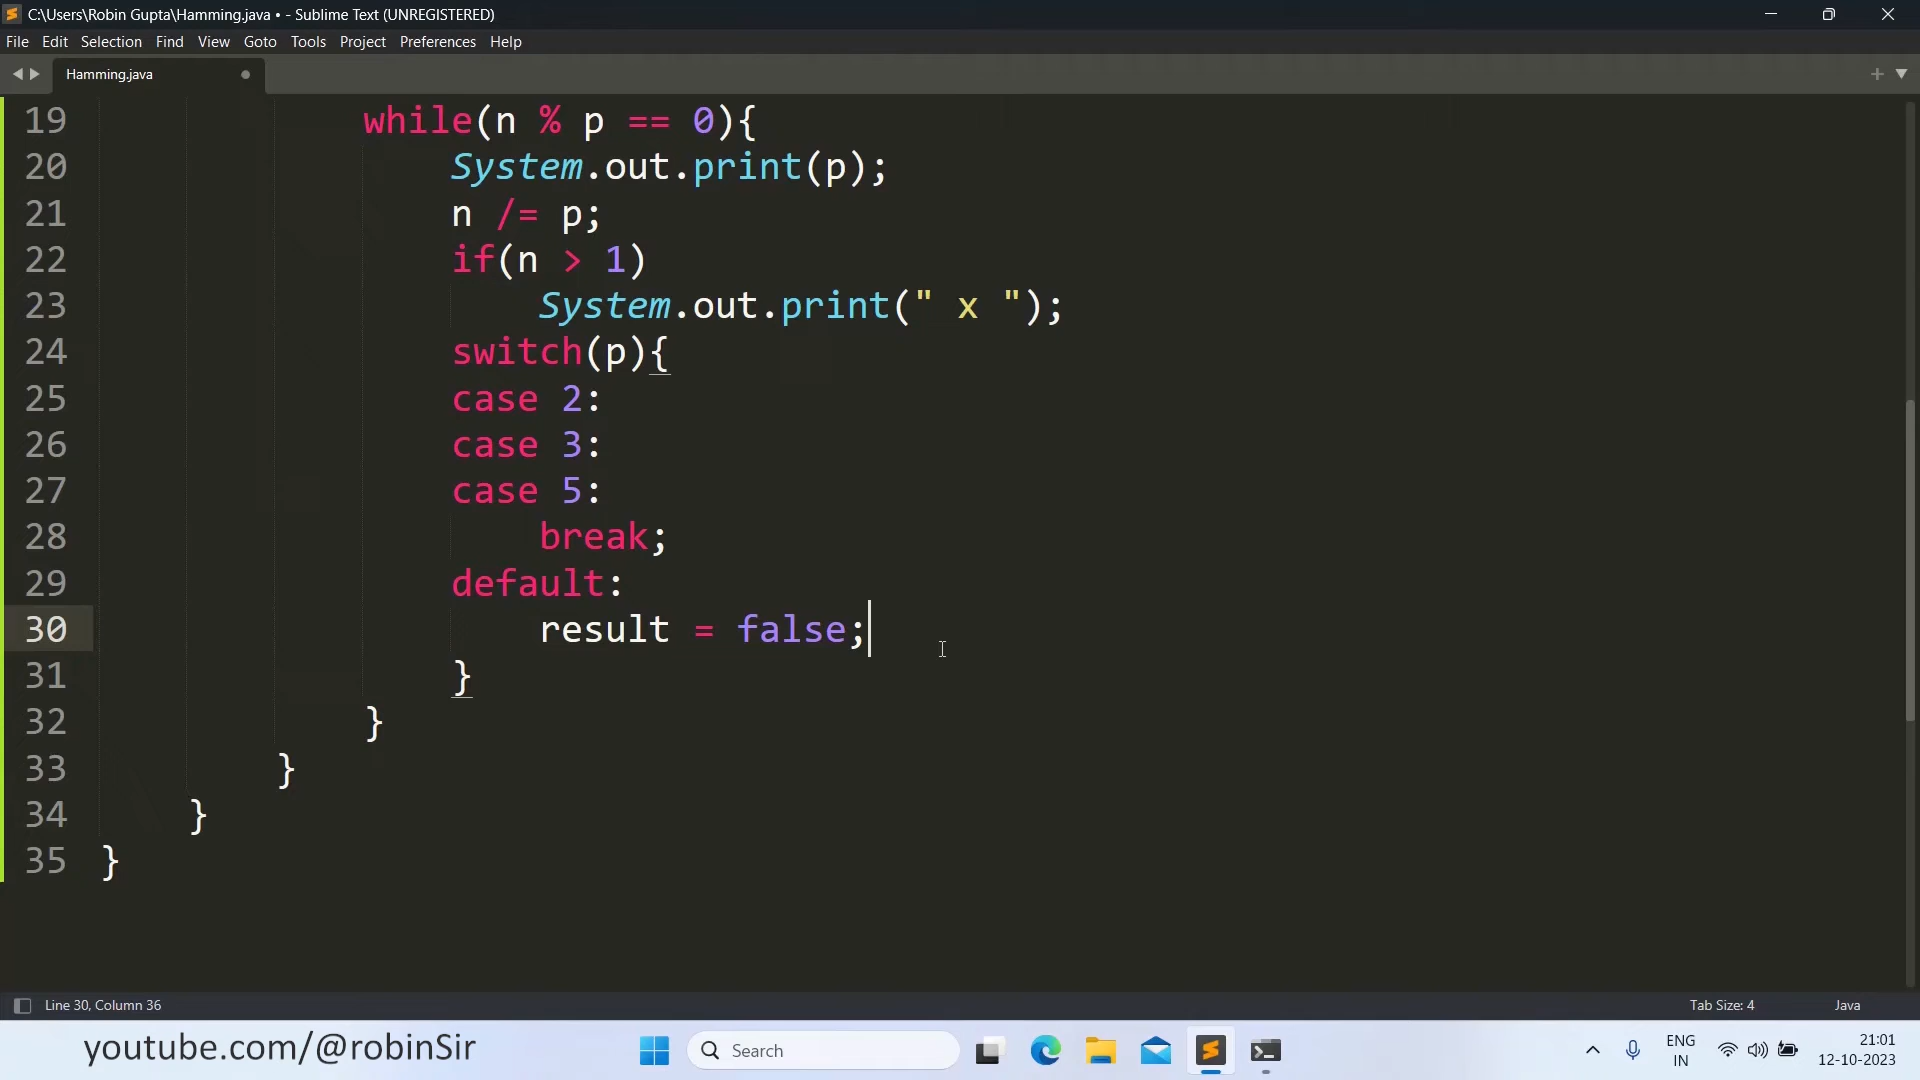 C:\Users\Robin Gupta\Hamming.java • - Sublime Text (UNREGISTERED)
File Edit Selection Find View Goto Tools Project Preferences Help
Hamming.java
19 while(n % p == 0){
20 System.out.print(p);
21 n /= p;
22 if(n > 1)
23 System.out.print(" x ");
24 switch(p){
25 case 2:
26 case 3:
27 case 5:
28 break;
29 default:
30 result = false;
31 }
32 }
33 }
34 }
35 }
Line 30, Column 36 Tab Size: 4 Java
youtube.com/@robinSir Search ENG 21:01
IN 12-10-2023